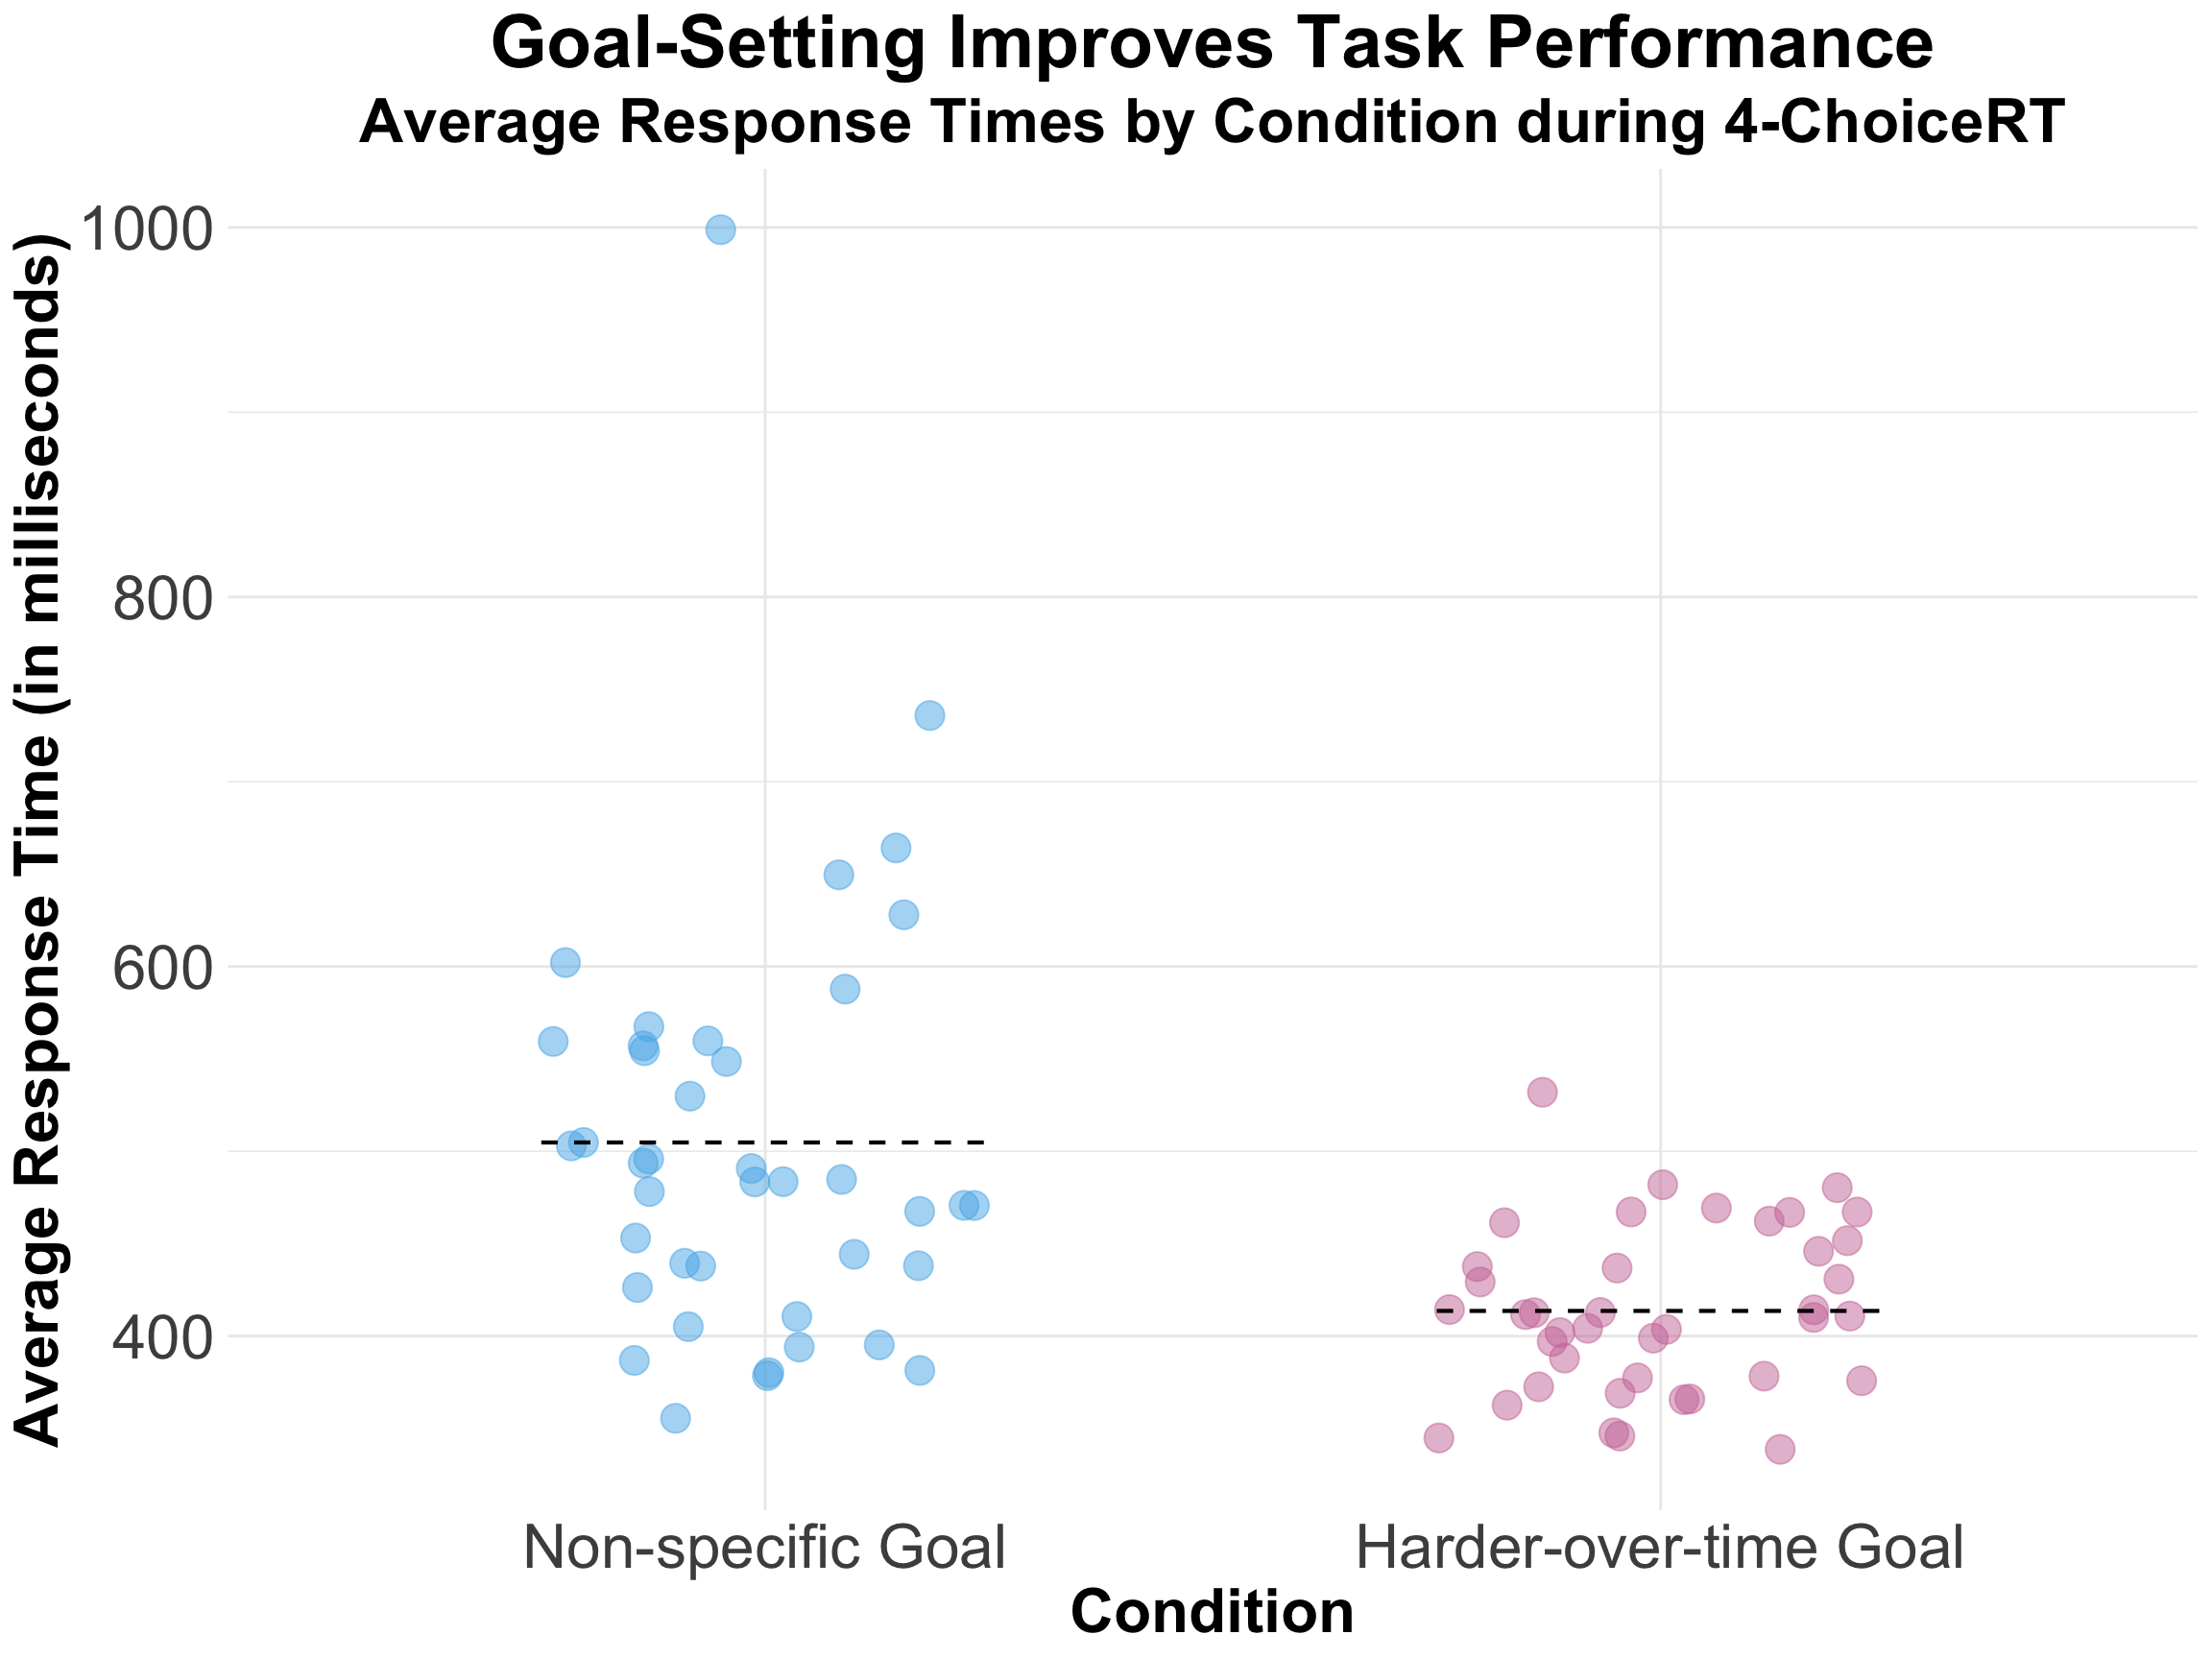 Goal-Setting Improves Task Performance
Average Response Times by Condition during 4-ChoiceRT
Average Response Time (in milliseconds)
1000
800
600
400
Non-specific Goal
Harder-over-time Goal
Condition